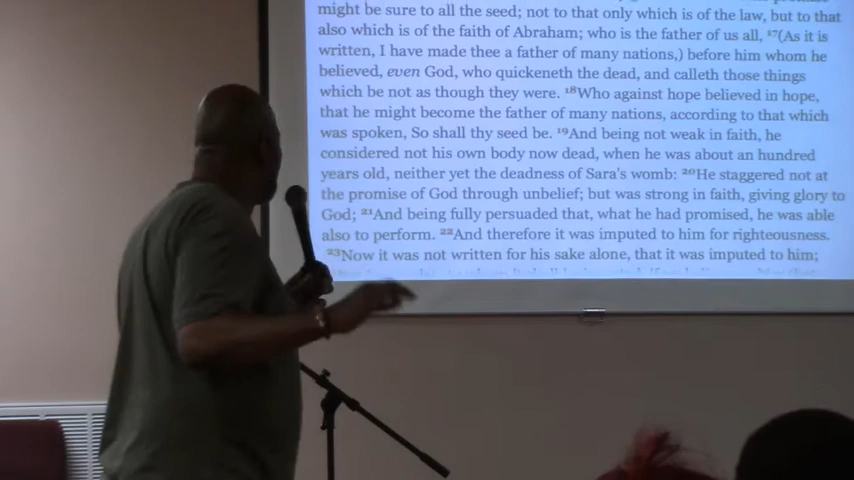 might be sure to all the seed; not to that only which is of the law, but to that
also which is of the faith of Abraham; who is the father of us all, ¹⁷(As it is
written, I have made thee a father of many nations,) before him whom he
believed, even God, who quickeneth the dead, and calleth those things
which be not as though they were. ¹⁸Who against hope believed in hope,
that he might become the father of many nations, according to that which
was spoken, So shall thy seed be. ¹⁹And being not weak in faith, he
considered not his own body now dead, when he was about an hundred
years old, neither yet the deadness of Sara's womb: ²⁰He staggered not at
the promise of God through unbelief; but was strong in faith, giving glory to
God; ²¹And being fully persuaded that, what he had promised, he was able
also to perform. ²²And therefore it was imputed to him for righteousness.
²³Now it was not written for his sake alone, that it was imputed to him;